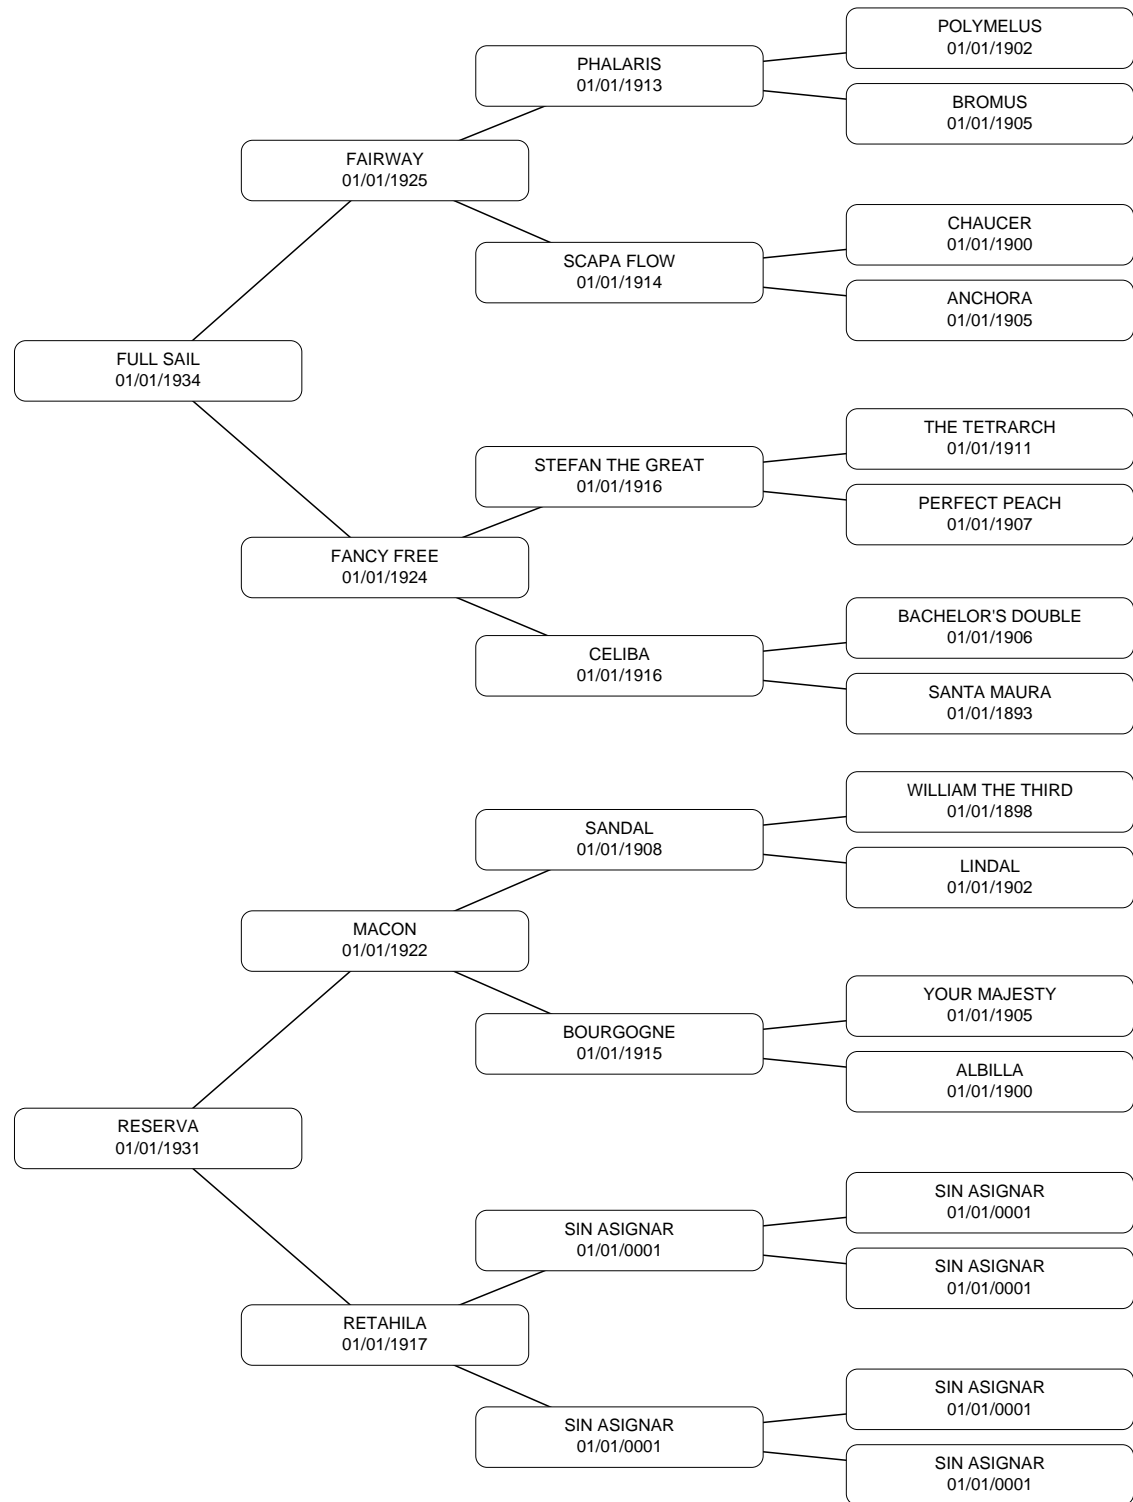 POLYMELUS
01/01/1902
PHALARIS
01/01/1913
BROMUS
01/01/1905
FAIRWAY
01/01/1925
CHAUCER
01/01/1900
SCAPA FLOW
01/01/1914
ANCHORA
01/01/1905
FULL SAIL
01/01/1934
THE TETRARCH
01/01/1911
STEFAN THE GREAT
01/01/1916
PERFECT PEACH
01/01/1907
FANCY FREE
01/01/1924
BACHELOR'S DOUBLE
01/01/1906
CELIBA
01/01/1916
SANTA MAURA
01/01/1893
WILLIAM THE THIRD
01/01/1898
SANDAL
01/01/1908
LINDAL
01/01/1902
MACON
01/01/1922
YOUR MAJESTY
01/01/1905
BOURGOGNE
01/01/1915
ALBILLA
01/01/1900
RESERVA
01/01/1931
SIN ASIGNAR
01/01/0001
SIN ASIGNAR
01/01/0001
SIN ASIGNAR
01/01/0001
RETAHILA
01/01/1917
SIN ASIGNAR
01/01/0001
SIN ASIGNAR
01/01/0001
SIN ASIGNAR
01/01/0001